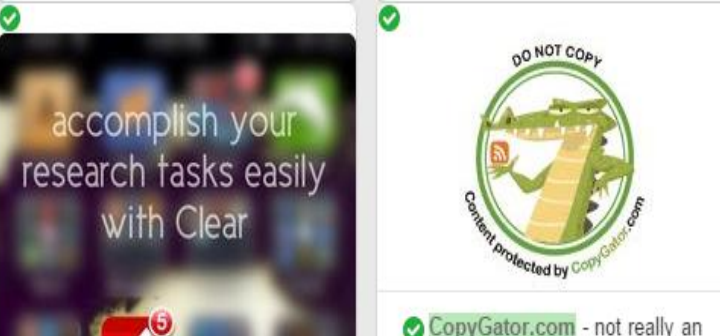 accomplish your
research tasks easily
with Clear
5
DO NOT COPY
Content protected by CopyGator.com
CopyGator.com - not really an